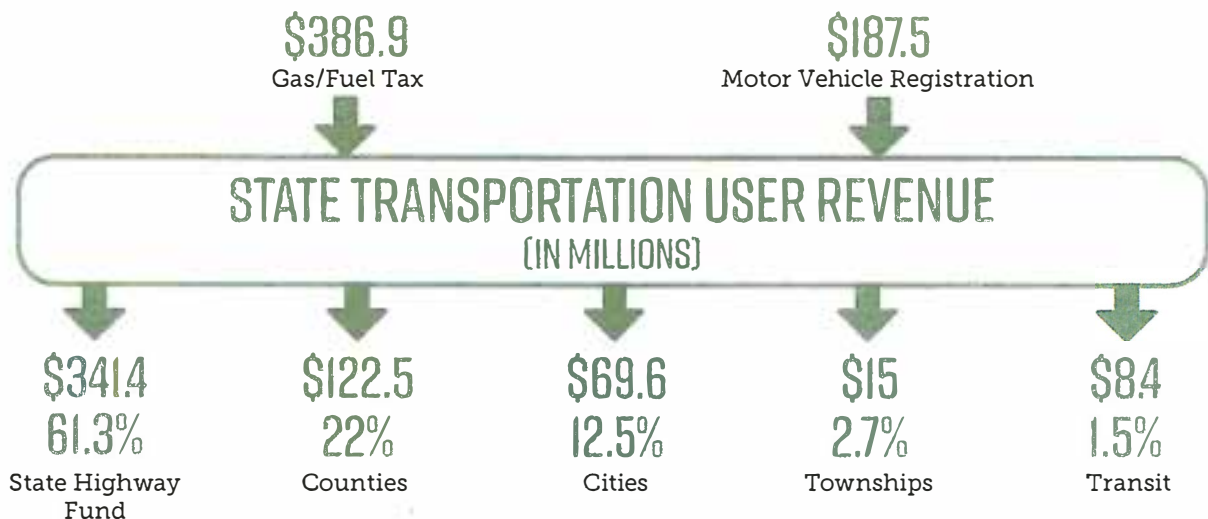 $386.9
Gas/Fuel Tax
$187.5
Motor Vehicle Registration
STATE TRANSPORTATION USER REVENUE
(IN MILLIONS)
$341.4
61.3%
State Highway
Fund
$122.5
22%
Counties
$69.6
12.5%
Cities
$15
2.7%
Townships
$8.4
1.5%
Transit